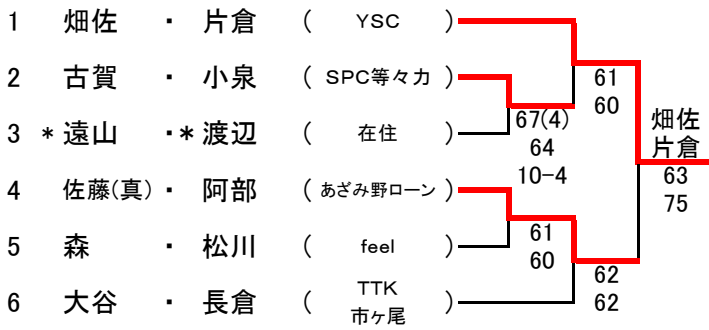 1 畑佐 ・ 片倉 ( YSC )
2 古賀 ・ 小泉 ( SPC等々力 )
3 *遠山 ・*渡辺 ( 在住 )
4 佐藤(真)・ 阿部 ( あざみ野ローン )
5 森 ・ 松川 ( feel )
6 大谷 ・ 長倉 ( TTK 市ヶ尾 )
67(4)
64
10-4
61
60
61
60
62
62
畑佐
片倉
63
75